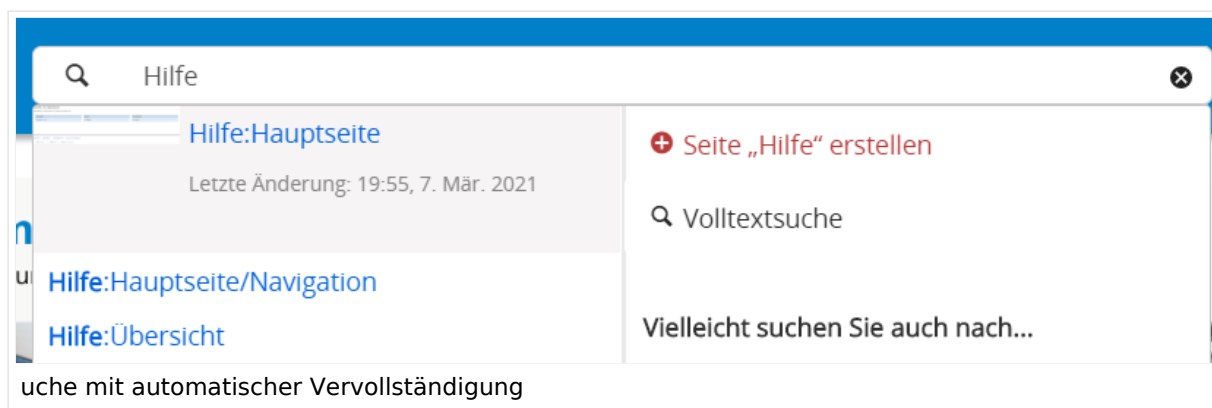 Hilfe
Hilfe:Hauptseite
Letzte Änderung: 19:55, 7. Mär. 2021
Hilfe:Hauptseite/Navigation
Hilfe:Übersicht
Seite „Hilfe“ erstellen
Volltextsuche
Vielleicht suchen Sie auch nach...
uche mit automatischer Vervollständigung